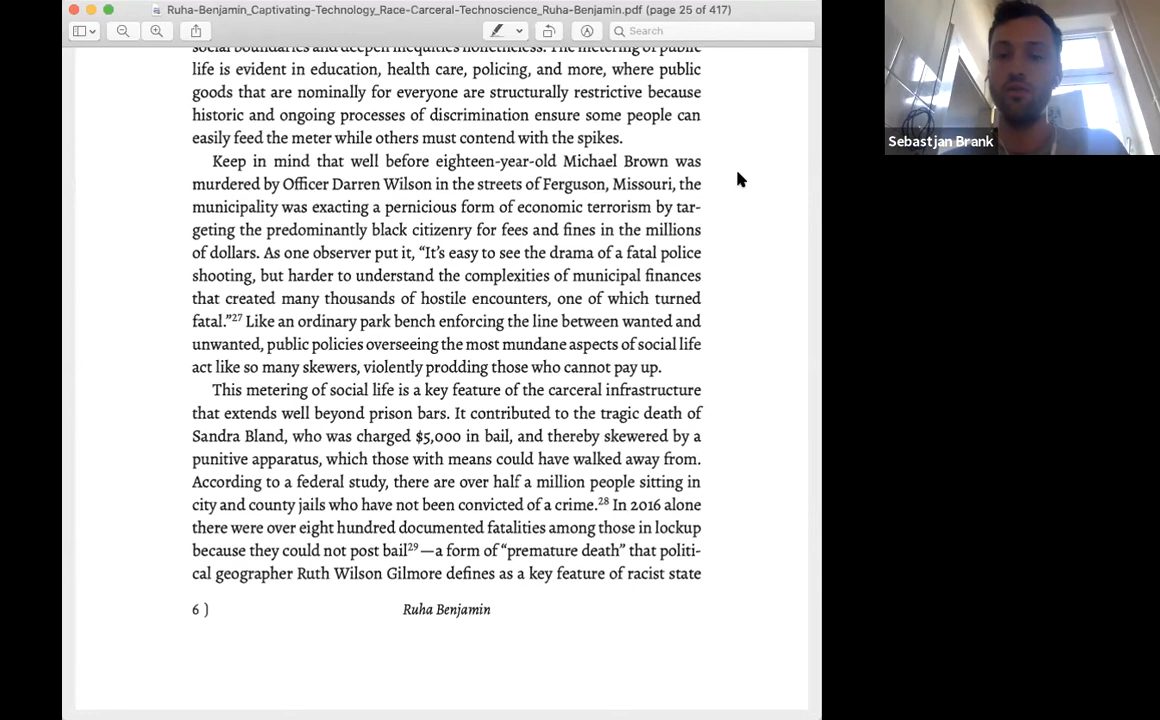 Ruha-Benjamin_Captivating-Technology_Race-Carceral-Technoscience_Ruha-Benjamin.pdf (page 25 of 417)
Search
social boundaries and deepen inequities nonetheless. The metering of public
life is evident in education, health care, policing, and more, where public
goods that are nominally for everyone are structurally restrictive because
historic and ongoing processes of discrimination ensure some people can
easily feed the meter while others must contend with the spikes.
Keep in mind that well before eighteen-year-old Michael Brown was
murdered by Officer Darren Wilson in the streets of Ferguson, Missouri, the
municipality was exacting a pernicious form of economic terrorism by tar-
geting the predominantly black citizenry for fees and fines in the millions
of dollars. As one observer put it, “It’s easy to see the drama of a fatal police
shooting, but harder to understand the complexities of municipal finances
that created many thousands of hostile encounters, one of which turned
fatal.”27 Like an ordinary park bench enforcing the line between wanted and
unwanted, public policies overseeing the most mundane aspects of social life
act like so many skewers, violently prodding those who cannot pay up.
This metering of social life is a key feature of the carceral infrastructure
that extends well beyond prison bars. It contributed to the tragic death of
Sandra Bland, who was charged $5,000 in bail, and thereby skewered by a
punitive apparatus, which those with means could have walked away from.
According to a federal study, there are over half a million people sitting in
city and county jails who have not been convicted of a crime.28 In 2016 alone
there were over eight hundred documented fatalities among those in lockup
because they could not post bail29—a form of “premature death” that politi-
cal geographer Ruth Wilson Gilmore defines as a key feature of racist state
6 ) Ruha Benjamin
Sebastjan Brank